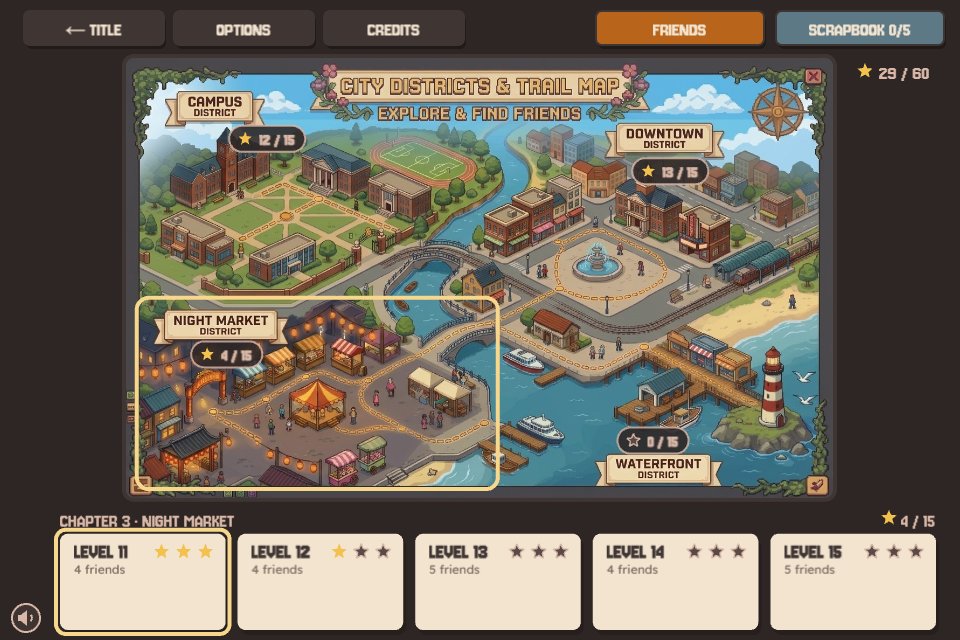 ← TITLE
OPTIONS
CREDITS
FRIENDS
SCRAPBOOK 0/5
29 / 60
CITY DISTRICTS & TRAIL MAP
EXPLORE & FIND FRIENDS
CAMPUS
DISTRICT
12 / 15
DOWNTOWN
DISTRICT
13 / 15
NIGHT MARKET
DISTRICT
4 / 15
0 / 15
WATERFRONT
DISTRICT
CHAPTER 3 · NIGHT MARKET
4 / 15
LEVEL 11
4 friends
LEVEL 12
4 friends
LEVEL 13
5 friends
LEVEL 14
4 friends
LEVEL 15
5 friends